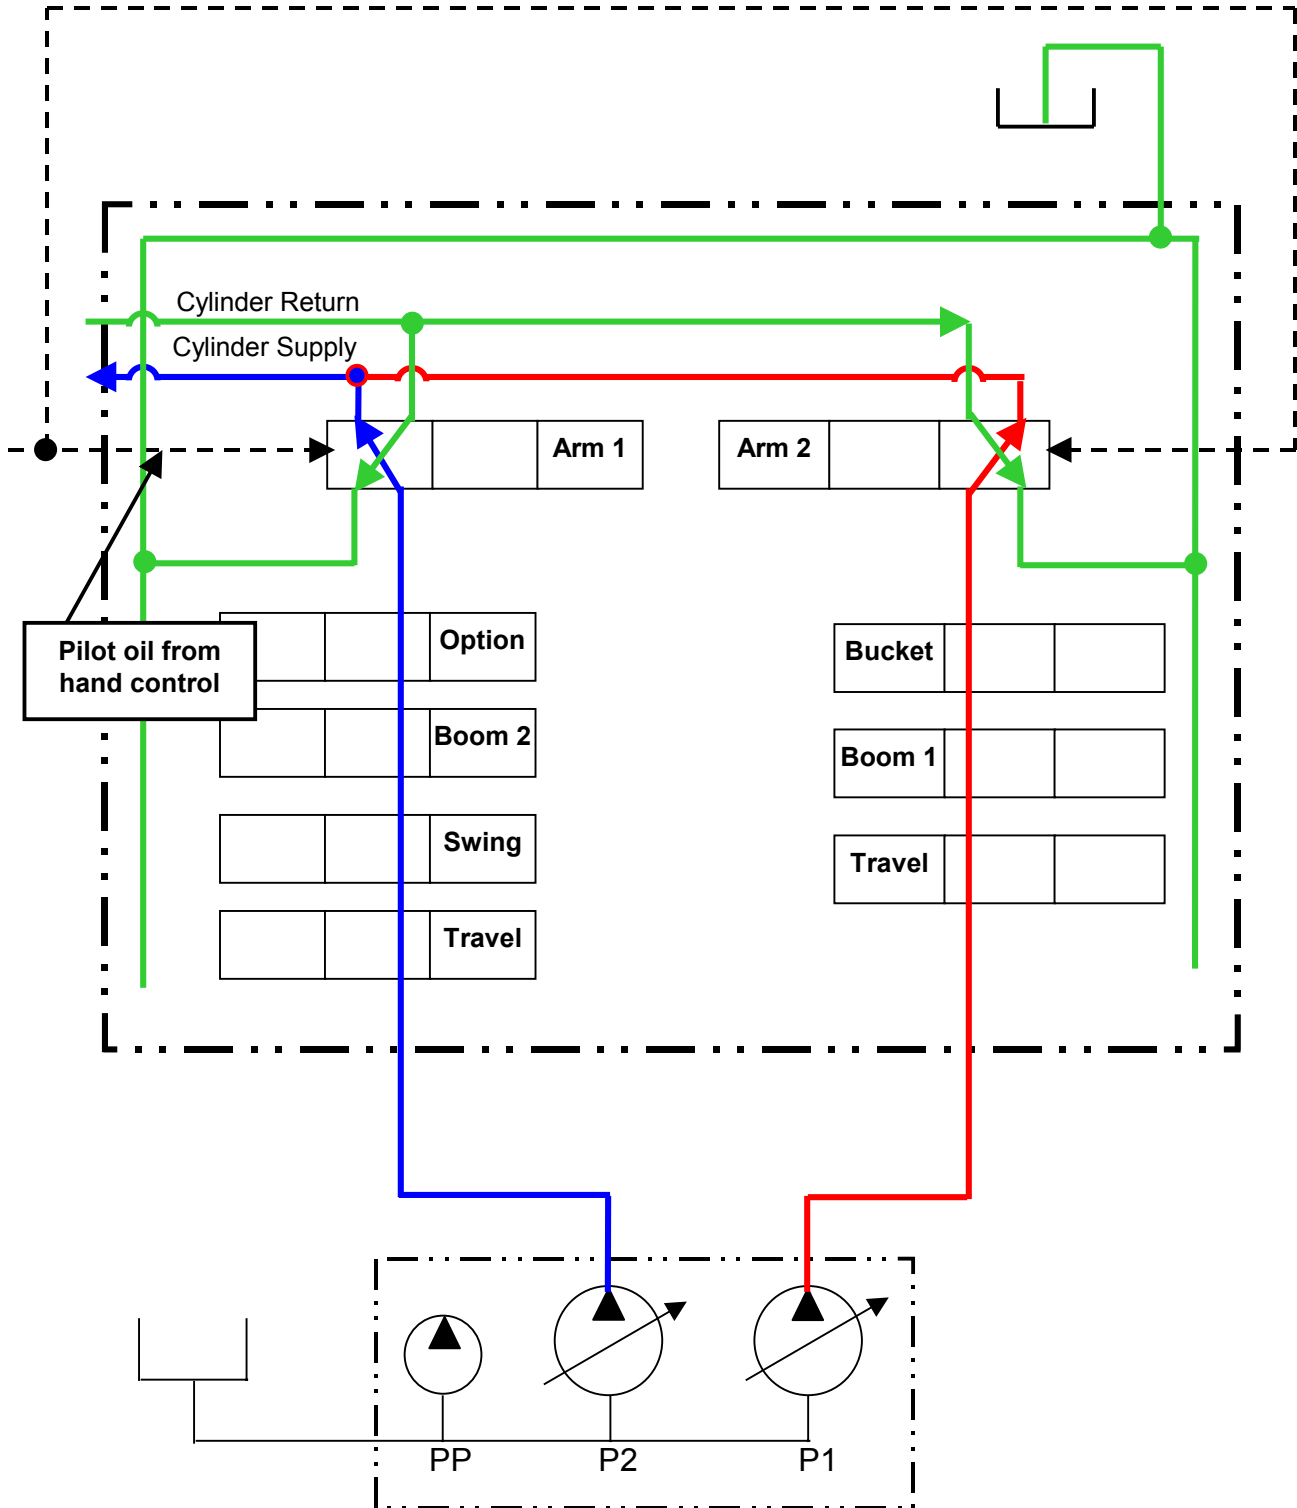 Cylinder Return
Cylinder Supply
Arm 1
Arm 2
Pilot oil from
hand control
Option
Boom 2
Swing
Travel
Bucket
Boom 1
Travel
PP
P2
P1